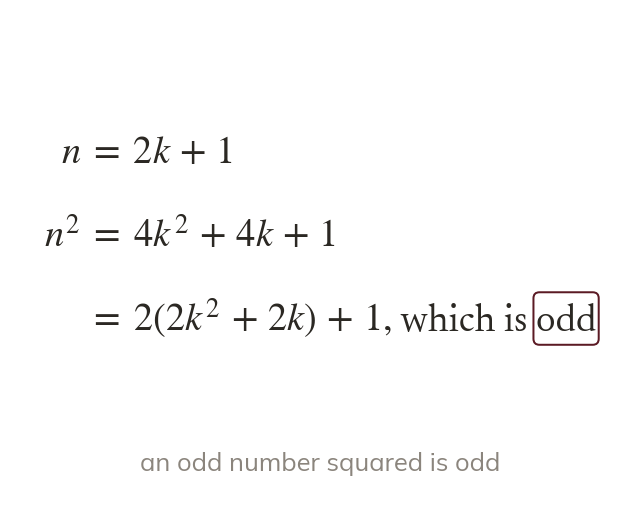 n = 2k + 1
n² = 4k² + 4k + 1
= 2(2k² + 2k) + 1, which is odd
an odd number squared is odd